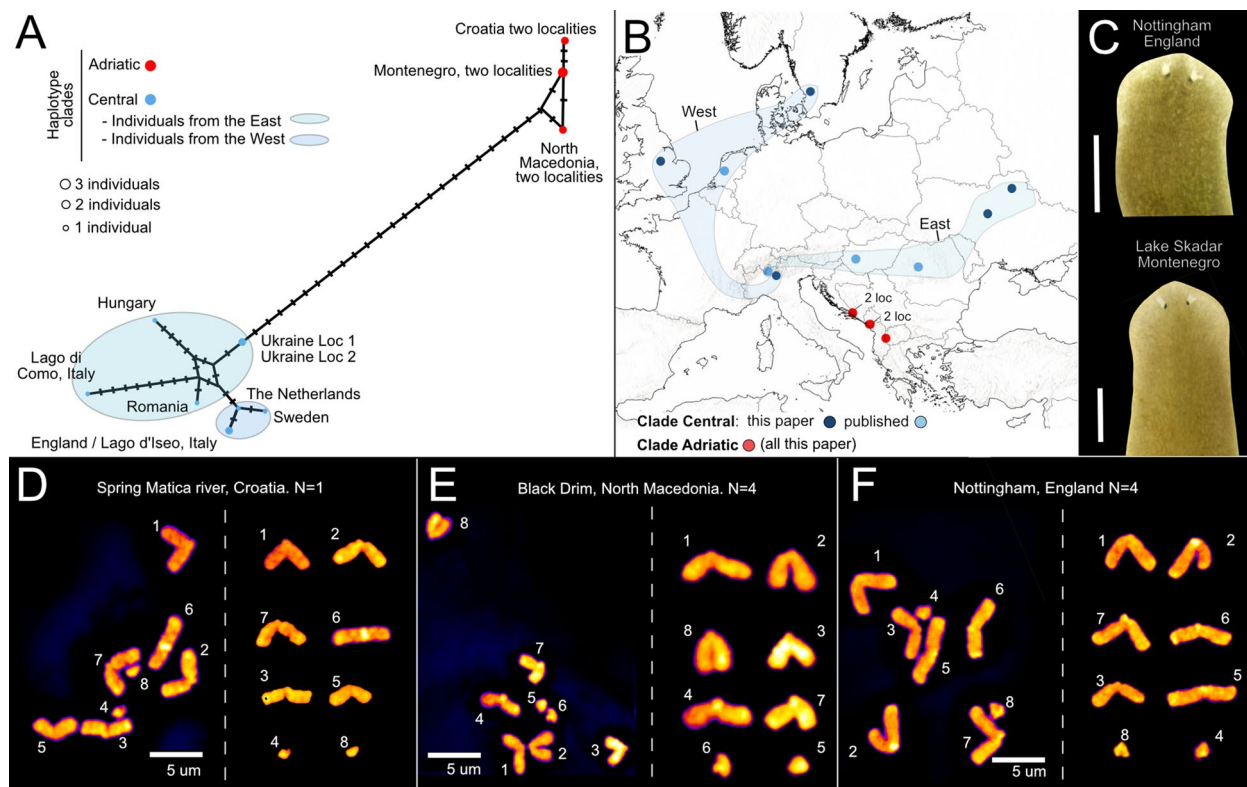 A
Haplotype
clades
Adriatic
Central
- Individuals from the East
- Individuals from the West
3 individuals
2 individuals
1 individual
Croatia two localities
Montenegro, two localities
North
Macedonia,
two localities
Hungary
Ukraine Loc 1
Ukraine Loc 2
Lago di
Como, Italy
Romania
The Netherlands
Sweden
England / Lago d'Iseo, Italy
B
West
East
2 loc
2 loc
Clade Central: this paper published
Clade Adriatic (all this paper)
C
Nottingham
England
Lake Skadar
Montenegro
D
Spring Matica river, Croatia. N=1
1
6
2
7
8
4
5
3
5 um
1
2
7
6
3
5
4
8
E
Black Drim, North Macedonia. N=4
8
7
5
6
4
1
2
3
5 um
1
2
8
3
4
7
6
5
F
Nottingham, England N=4
1
4
6
3
5
2
8
7
5 um
1
2
7
6
3
5
8
4